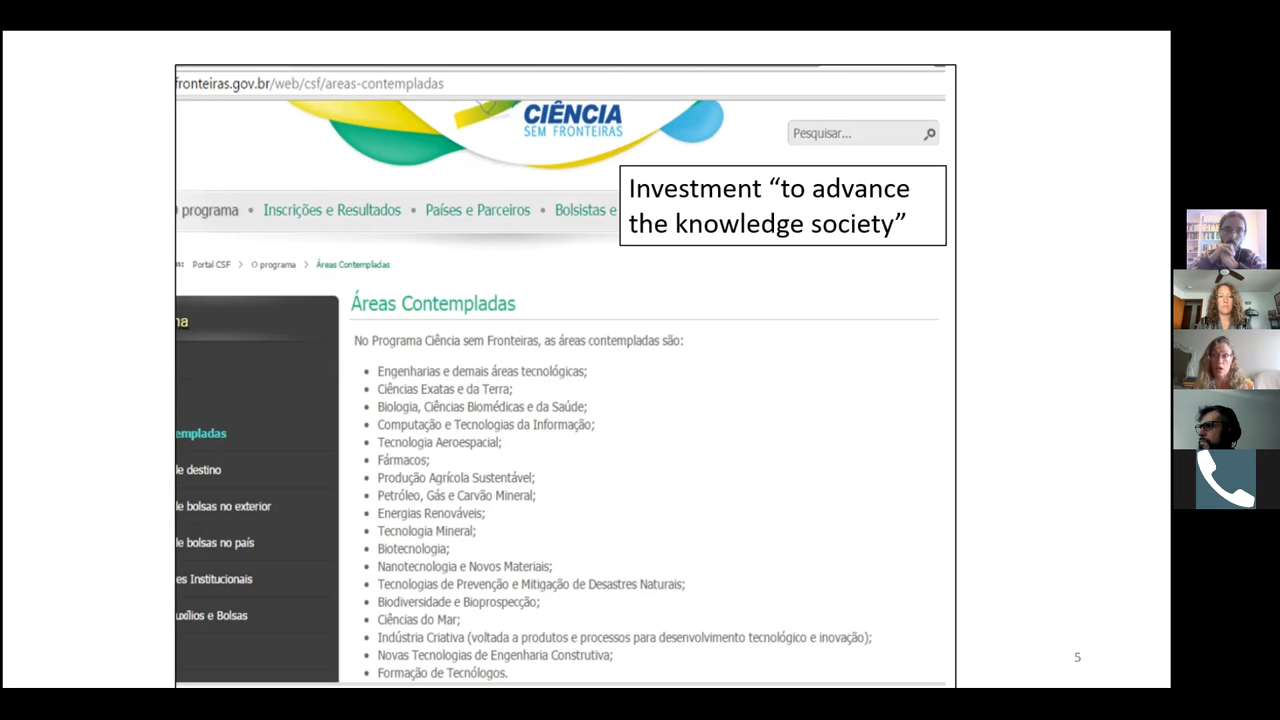 fronteiras.gov.br/web/csf/areas-contempladas
CIÊNCIA
SEM FRONTEIRAS
Pesquisar...
Investment “to advance
the knowledge society”
programa • Inscrições e Resultados • Países e Parceiros • Bolsistas e
Portal CSF > O programa > Áreas Contempladas
na
Áreas Contempladas
No Programa Ciência sem Fronteiras, as áreas contempladas são:
• Engenharias e demais áreas tecnológicas;
• Ciências Exatas e da Terra;
• Biologia, Ciências Biomédicas e da Saúde;
• Computação e Tecnologias da Informação;
• Tecnologia Aeroespacial;
• Fármacos;
• Produção Agrícola Sustentável;
• Petróleo, Gás e Carvão Mineral;
• Energias Renováveis;
• Tecnologia Mineral;
• Biotecnologia;
• Nanotecnologia e Novos Materiais;
• Tecnologias de Prevenção e Mitigação de Desastres Naturais;
• Biodiversidade e Bioprospecção;
• Ciências do Mar;
• Indústria Criativa (voltada a produtos e processos para desenvolvimento tecnológico e inovação);
• Novas Tecnologias de Engenharia Construtiva;
• Formação de Tecnólogos.
empladas
de destino
de bolsas no exterior
de bolsas no país
es Institucionais
uxílios e Bolsas
5